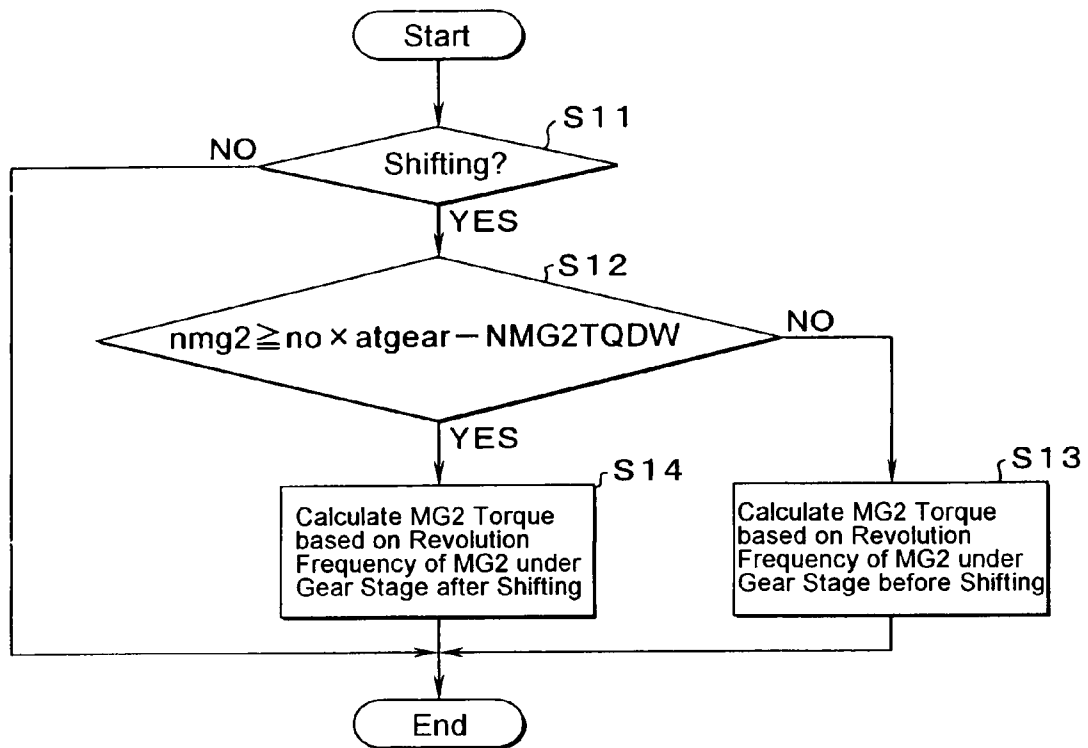 Start
S11
NO
Shifting?
YES
S12
nmg2≧no×atgear−NMG2TQDW
NO
YES
S14
Calculate MG2 Torque
based on Revolution
Frequency of MG2 under
Gear Stage after Shifting
S13
Calculate MG2 Torque
based on Revolution
Frequency of MG2 under
Gear Stage before Shifting
End